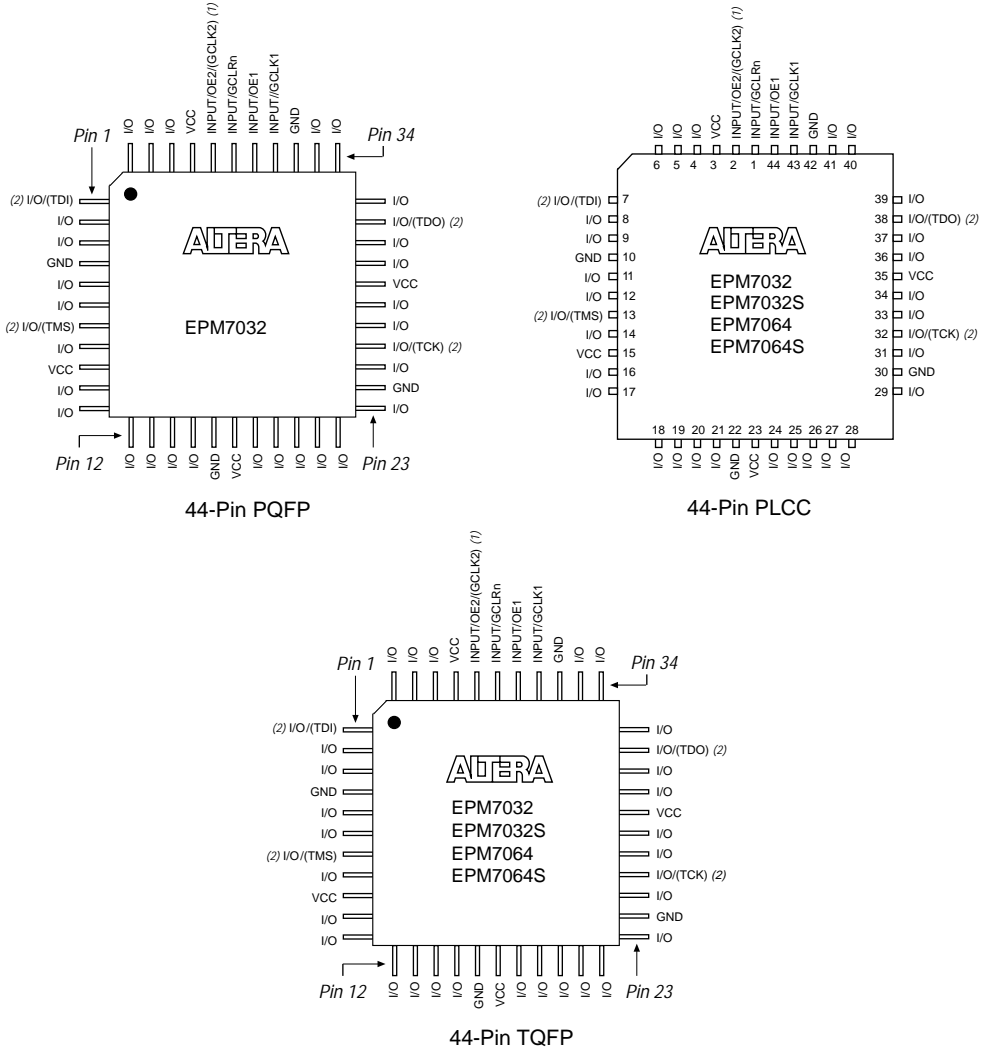 I/O
I/O
I/O
VCC
INPUT/OE2/(GCLK2) (1)
INPUT/GCLRn
INPUT/OE1
INPUT//GCLK1
GND
I/O
I/O
Pin 1
Pin 34
(2) I/O/(TDI)
I/O
I/O
GND
I/O
I/O
(2) I/O/(TMS)
I/O
VCC
I/O
I/O
ALTERA
EPM7032
I/O
I/O/(TDO) (2)
I/O
I/O
VCC
I/O
I/O
I/O/(TCK) (2)
I/O
GND
I/O
Pin 12
Pin 23
I/O
I/O
I/O
I/O
GND
VCC
I/O
I/O
I/O
I/O
I/O
44-Pin PQFP
I/O
I/O
I/O
VCC
INPUT/OE2/(GCLK2) (1)
INPUT/GCLRn
INPUT/OE1
INPUT/GCLK1
GND
I/O
I/O
6 5 4 3 2 1 44 43 42 41 40
(2) I/O/(TDI) 7
I/O 8
I/O 9
GND 10
I/O 11
I/O 12
(2) I/O/(TMS) 13
I/O 14
VCC 15
I/O 16
I/O 17
ALTERA
EPM7032
EPM7032S
EPM7064
EPM7064S
39 I/O
38 I/O/(TDO) (2)
37 I/O
36 I/O
35 VCC
34 I/O
33 I/O
32 I/O/(TCK) (2)
31 I/O
30 GND
29 I/O
18 19 20 21 22 23 24 25 26 27 28
I/O
I/O
I/O
I/O
GND
VCC
I/O
I/O
I/O
I/O
I/O
44-Pin PLCC
I/O
I/O
I/O
VCC
INPUT/OE2/(GCLK2) (1)
INPUT/GCLRn
INPUT/OE1
INPUT/GCLK1
GND
I/O
I/O
Pin 1
Pin 34
(2) I/O/(TDI)
I/O
I/O
GND
I/O
I/O
(2) I/O/(TMS)
I/O
VCC
I/O
I/O
ALTERA
EPM7032
EPM7032S
EPM7064
EPM7064S
I/O
I/O/(TDO) (2)
I/O
I/O
VCC
I/O
I/O
I/O/(TCK) (2)
I/O
GND
I/O
Pin 12
Pin 23
I/O
I/O
I/O
I/O
GND
VCC
I/O
I/O
I/O
I/O
I/O
44-Pin TQFP